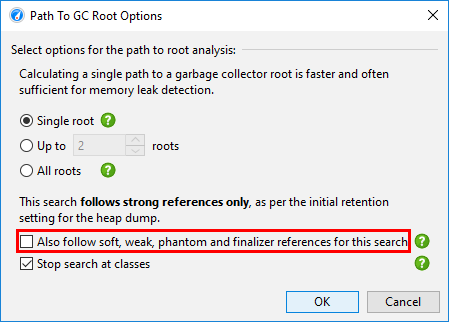 Path To GC Root Options
Select options for the path to root analysis:
Calculating a single path to a garbage collector root is faster and often
sufficient for memory leak detection.
Single root
Up to 2 roots
All roots
This search follows strong references only, as per the initial retention
setting for the heap dump.
Also follow soft, weak, phantom and finalizer references for this search
Stop search at classes
OK Cancel